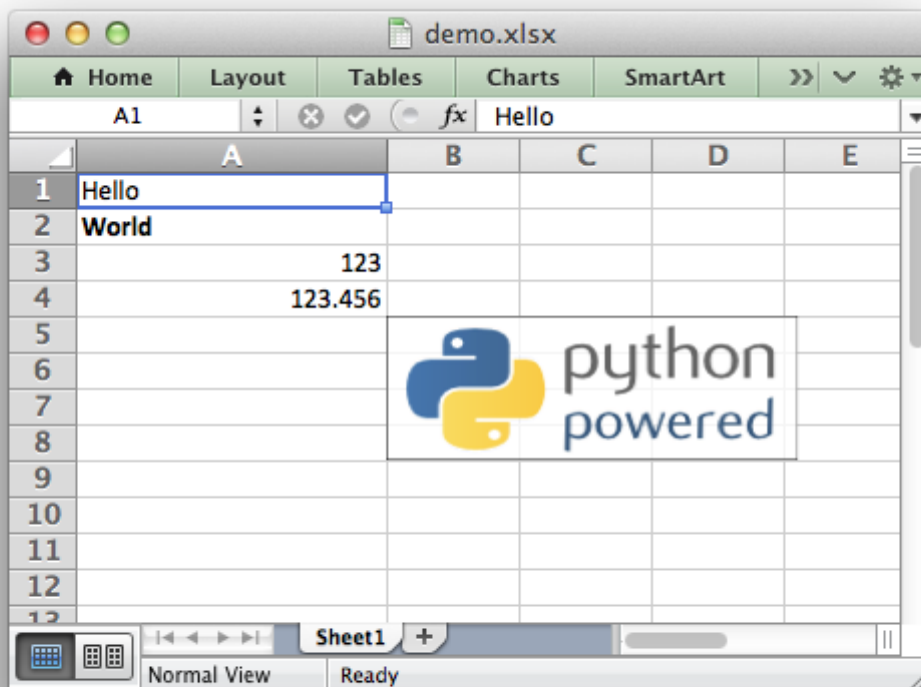 demo.xlsx
Home Layout Tables Charts SmartArt
A1 fx Hello
A B C D E
1 Hello
2 World
3 123
4 123.456
5
6 python
7
8 powered
9
10
11
12
13
Sheet1 +
Normal View Ready